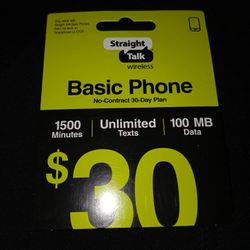 Straight
Talk
wireless
Basic Phone
No-Contract 30-Day Plan
1500
Minutes
Unlimited
Texts
100 MB
Data
$30